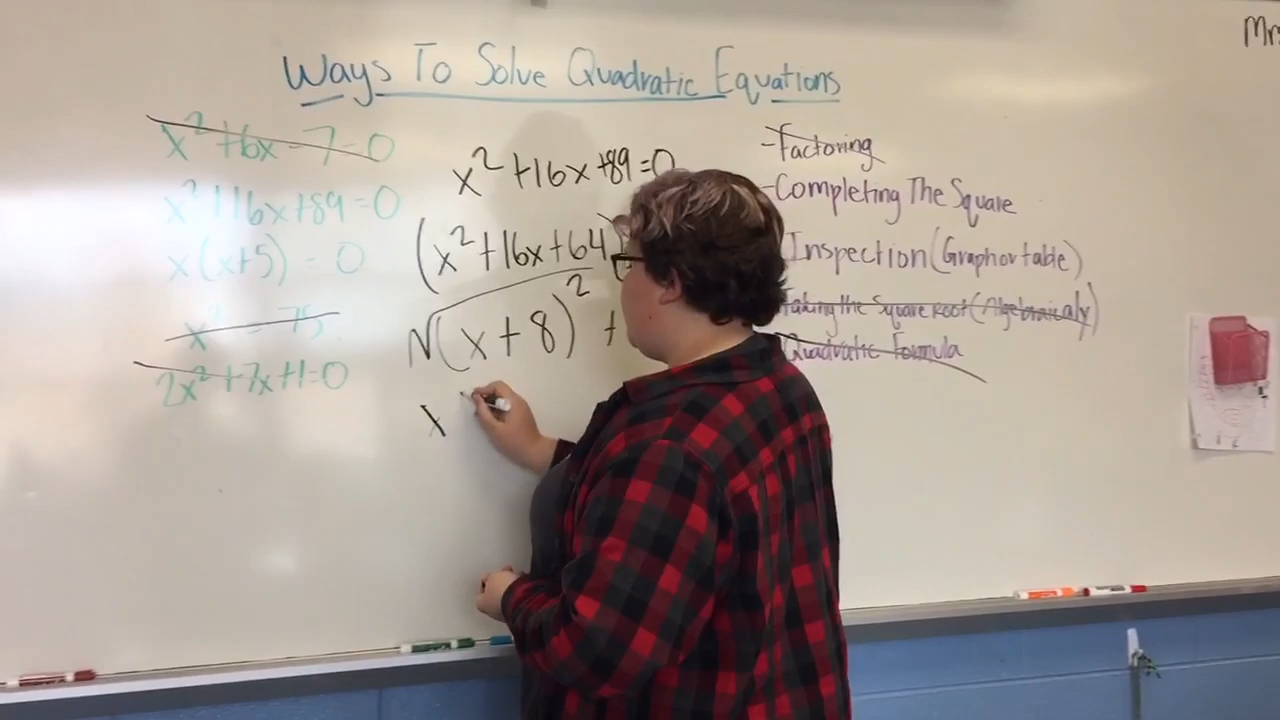 Ways To Solve Quadratic Equations
Mrs
x²+6x-7=0
x²+16x+89=0
x(x+5)=0
x²=75
2x²+7x+1=0
x²+16x+89=0
(x²+16x+64)
√(x+8)² +
x
-Factoring
-Completing The Square
Inspection(Graph or table)
Taking the Square Root(Algebraicaly)
Quadratic Formula